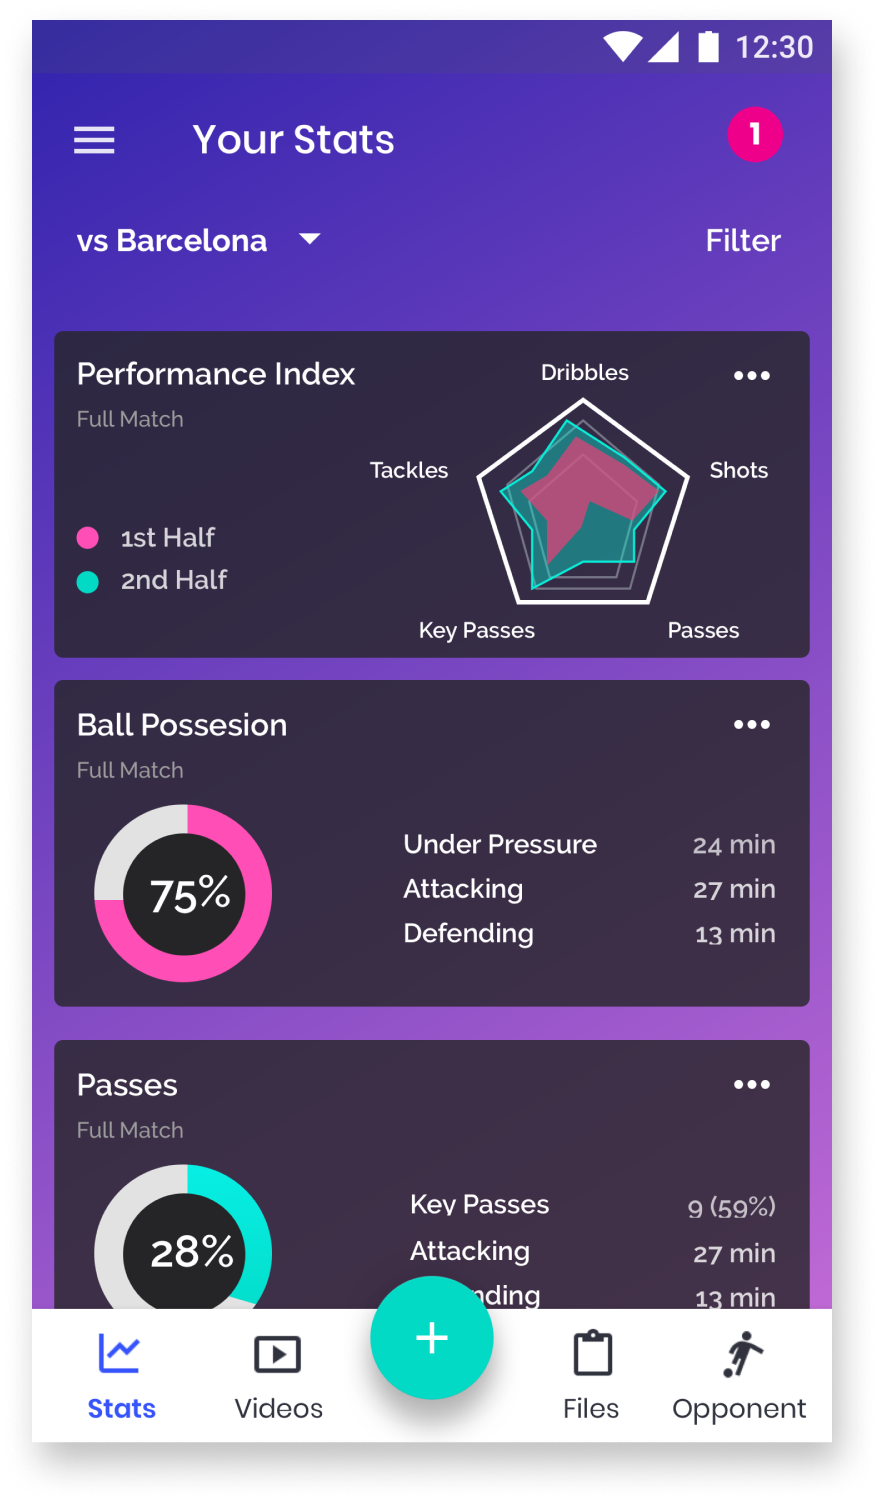 12:30
Your Stats
1
vs Barcelona
Filter
Performance Index
Full Match
Dribbles
Tackles
Shots
1st Half
2nd Half
Key Passes
Passes
Ball Possesion
Full Match
75%
Under Pressure 24 min
Attacking 27 min
Defending 13 min
Passes
Full Match
28%
Key Passes 9 (59%)
Attacking 27 min
nding 13 min
Stats
Videos
Files
Opponent